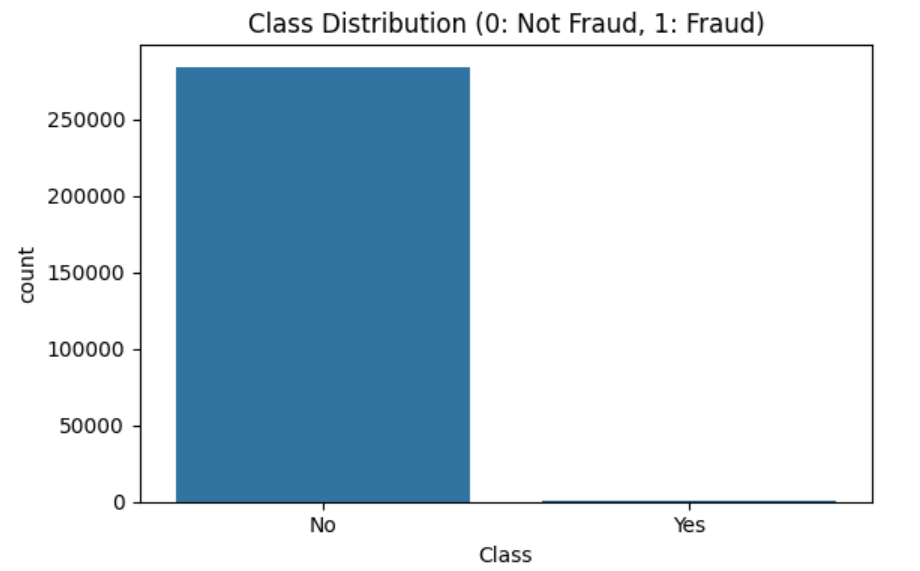 Class Distribution (0: Not Fraud, 1: Fraud)
250000
200000
150000
100000
50000
0
count
No Yes
Class